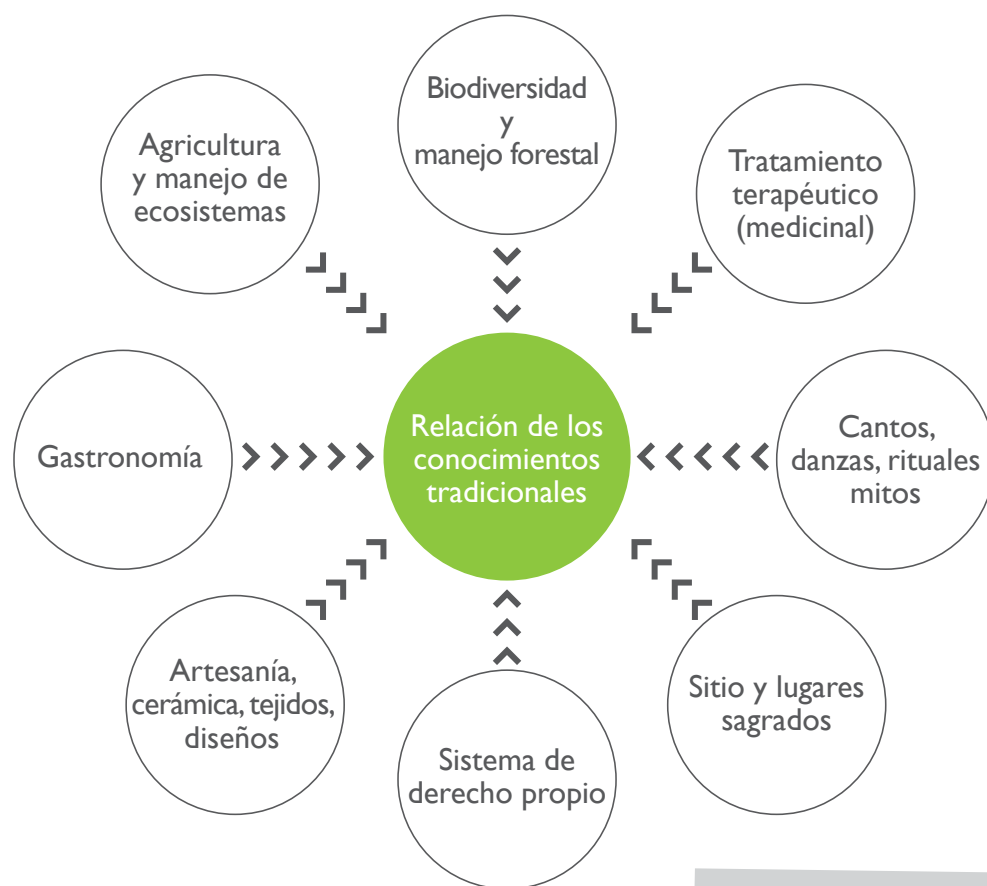 Biodiversidad
y
manejo forestal
Agricultura
y manejo de
ecosistemas
Tratamiento
terapéutico
(medicinal)
Gastronomía
Relación de los
conocimientos
tradicionales
Cantos,
danzas, rituales
mitos
Artesanía,
cerámica, tejidos,
diseños
Sistema de
derecho propio
Sitio y lugares
sagrados